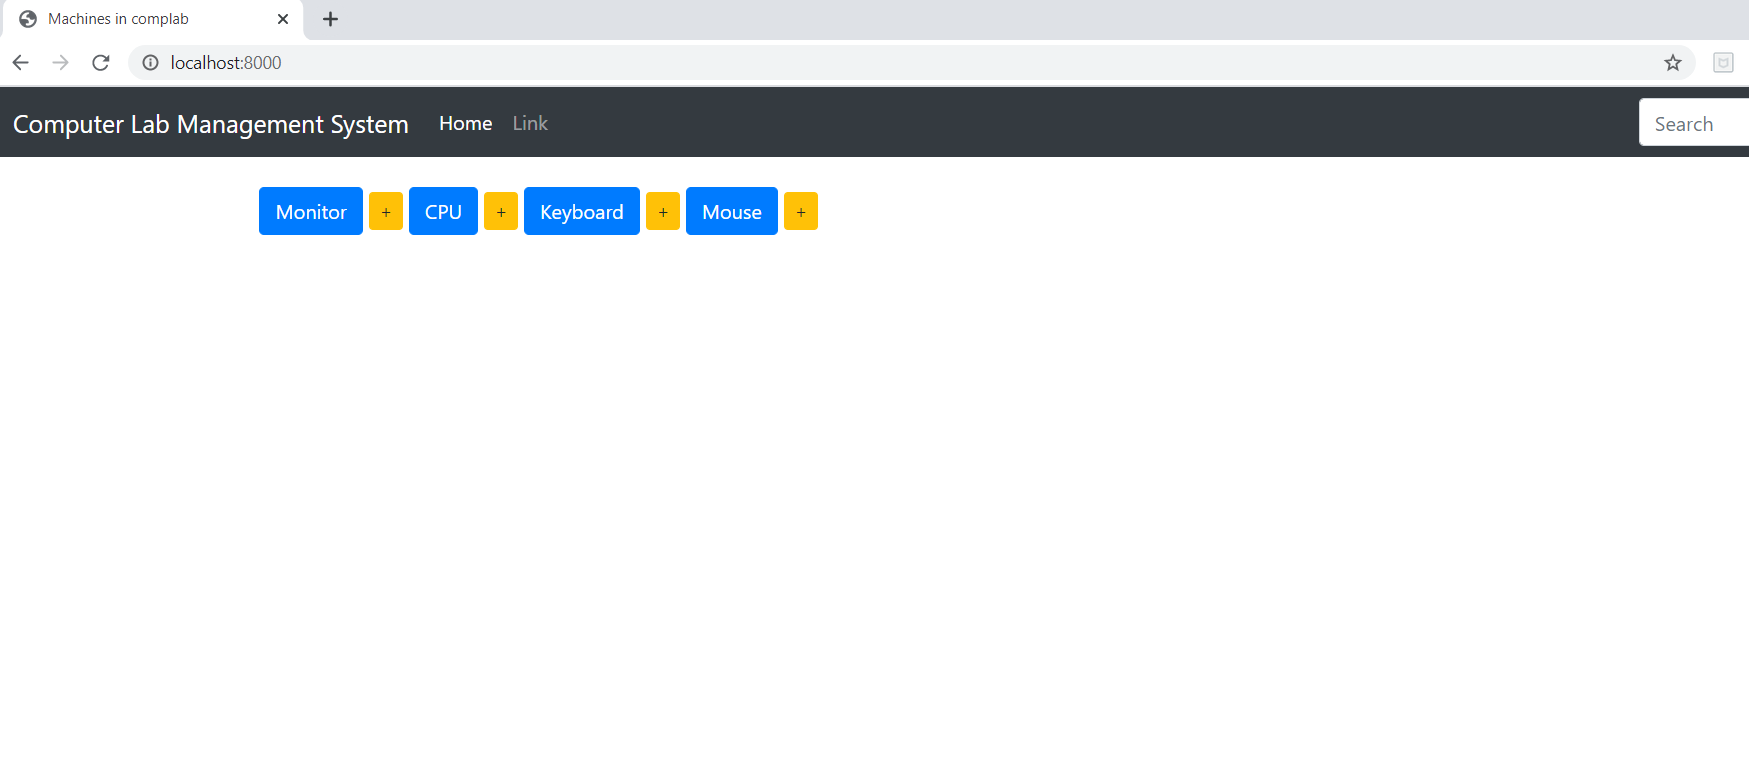 Machines in complab
localhost:8000
Computer Lab Management System Home Link Search
Monitor + CPU + Keyboard + Mouse +